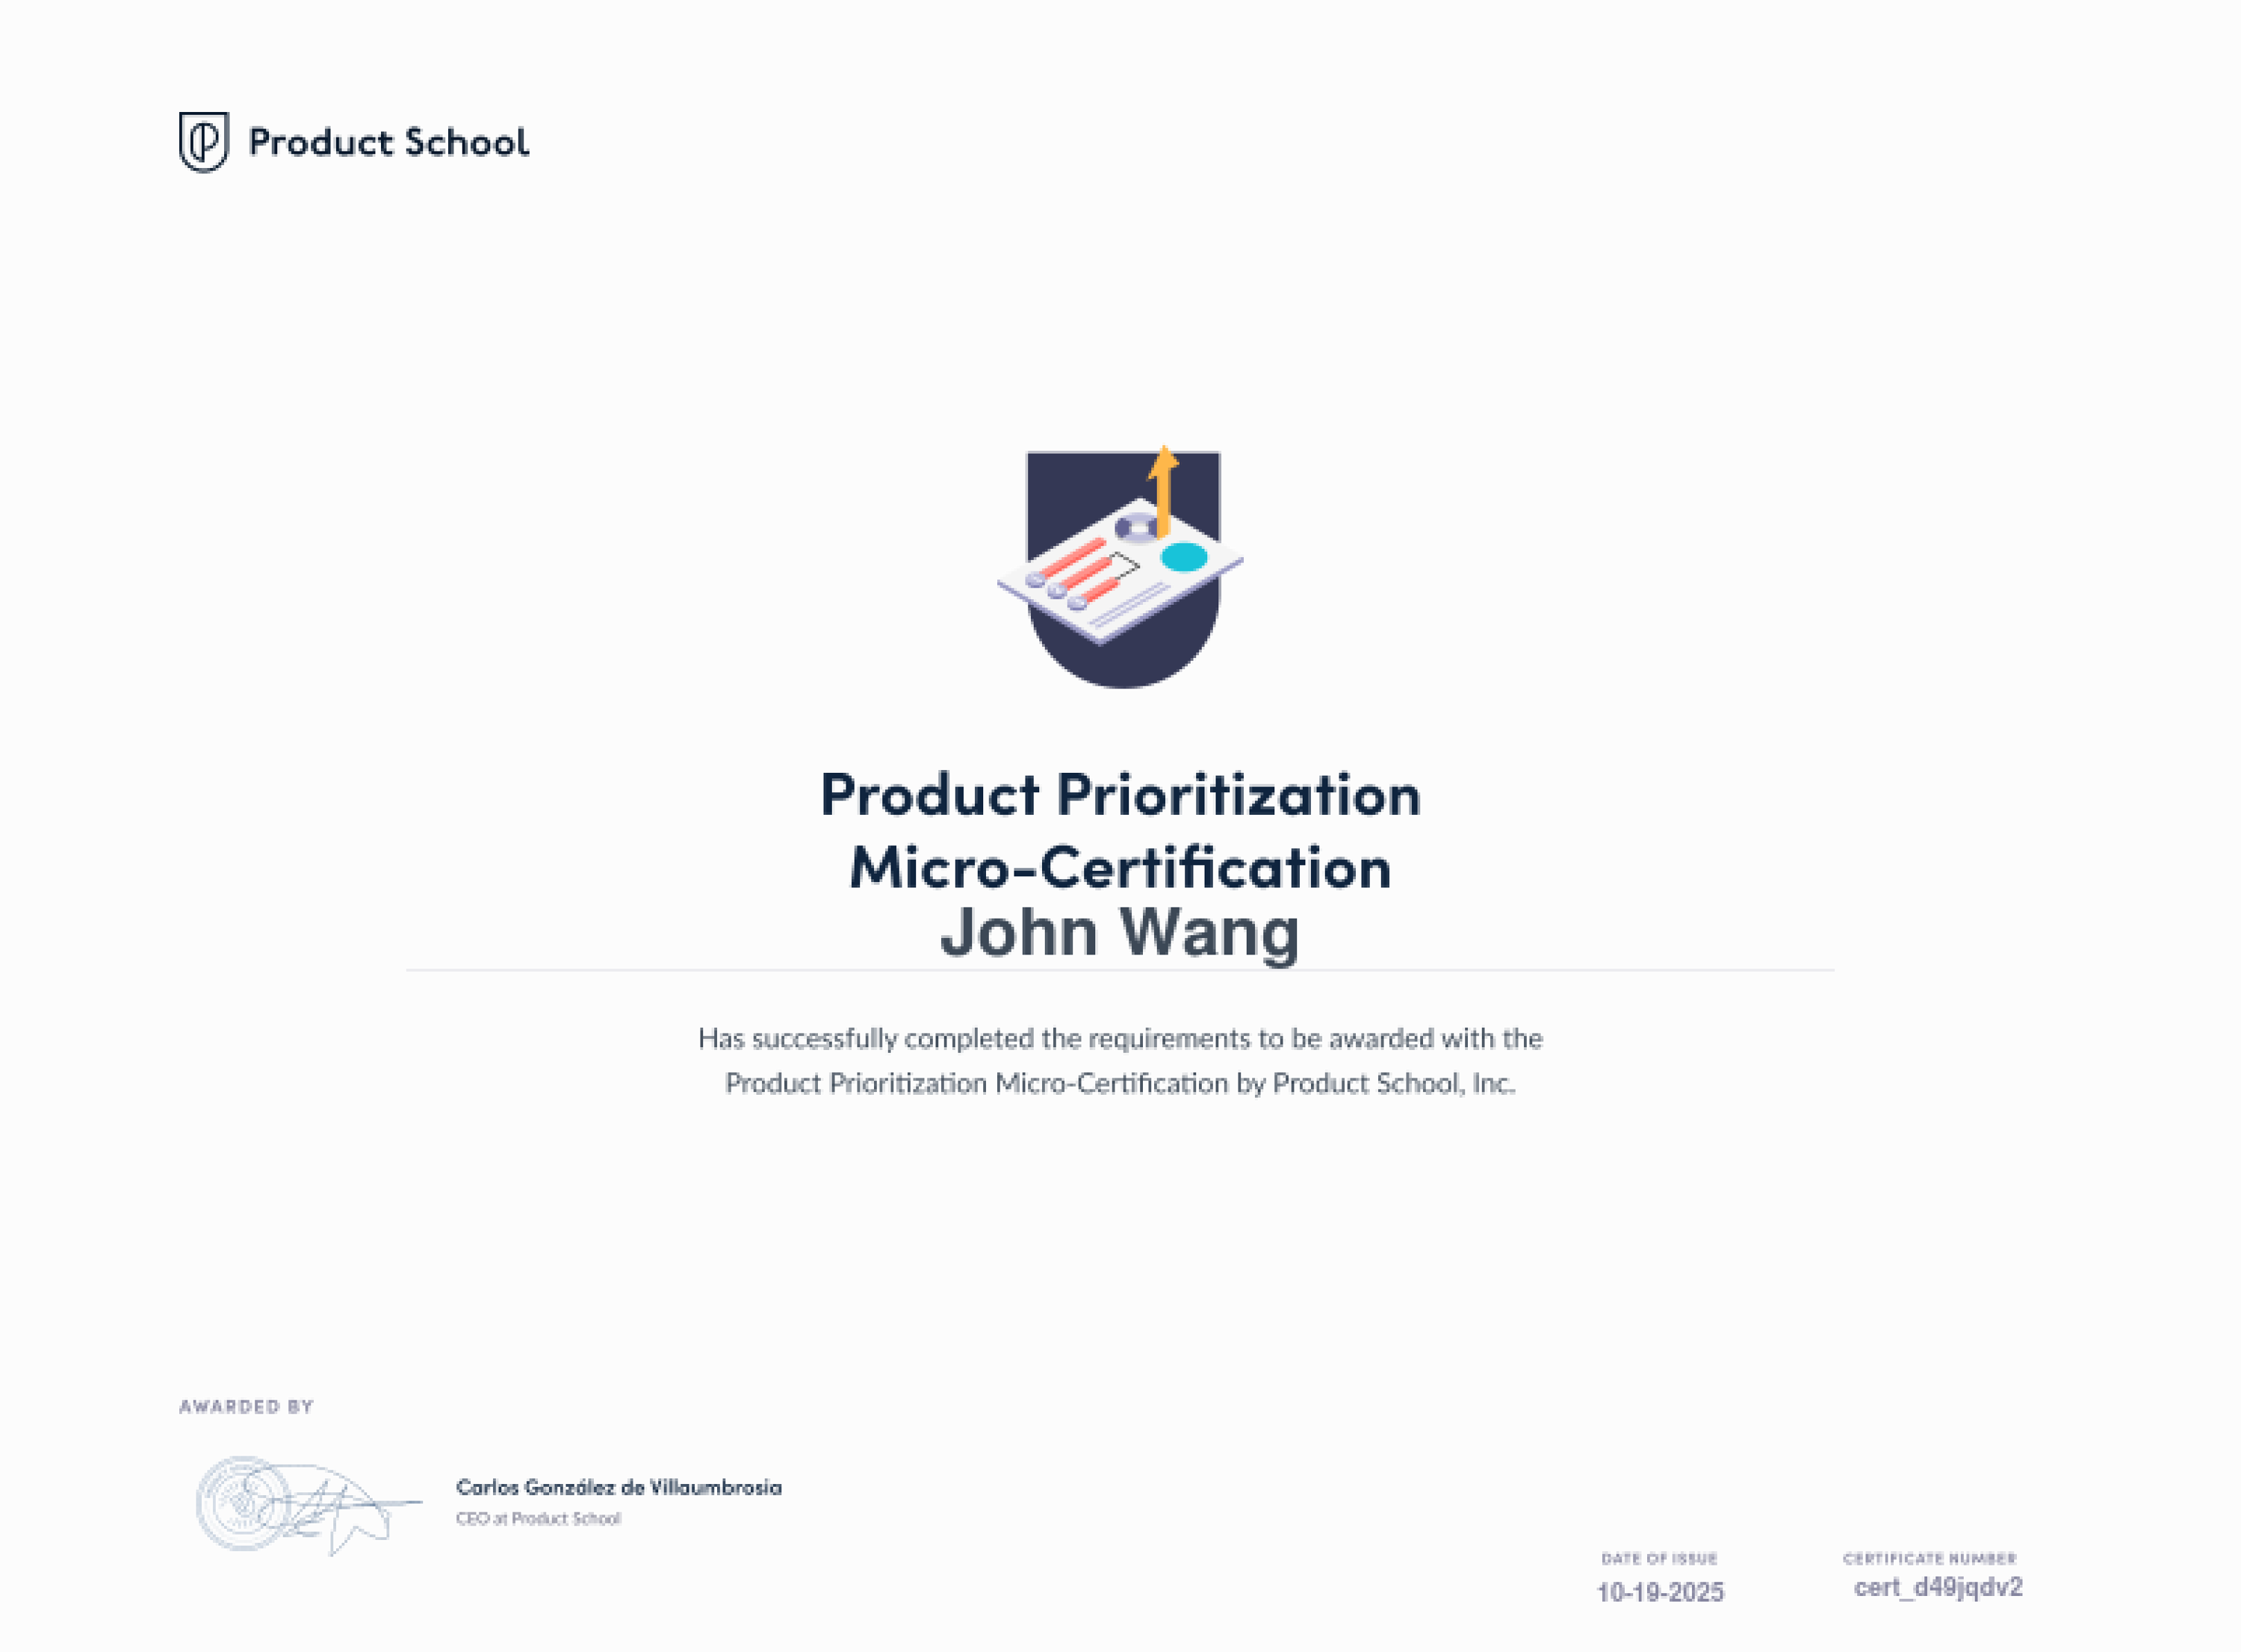 Product School
Product Prioritization
Micro-Certification
John Wang
Has successfully completed the requirements to be awarded with the
Product Prioritization Micro-Certification by Product School, Inc.
AWARDED BY
Carlos González de Villaumbrosia
CEO at Product School
DATE OF ISSUE
10-19-2025
CERTIFICATE NUMBER
cert_d49jqdv2